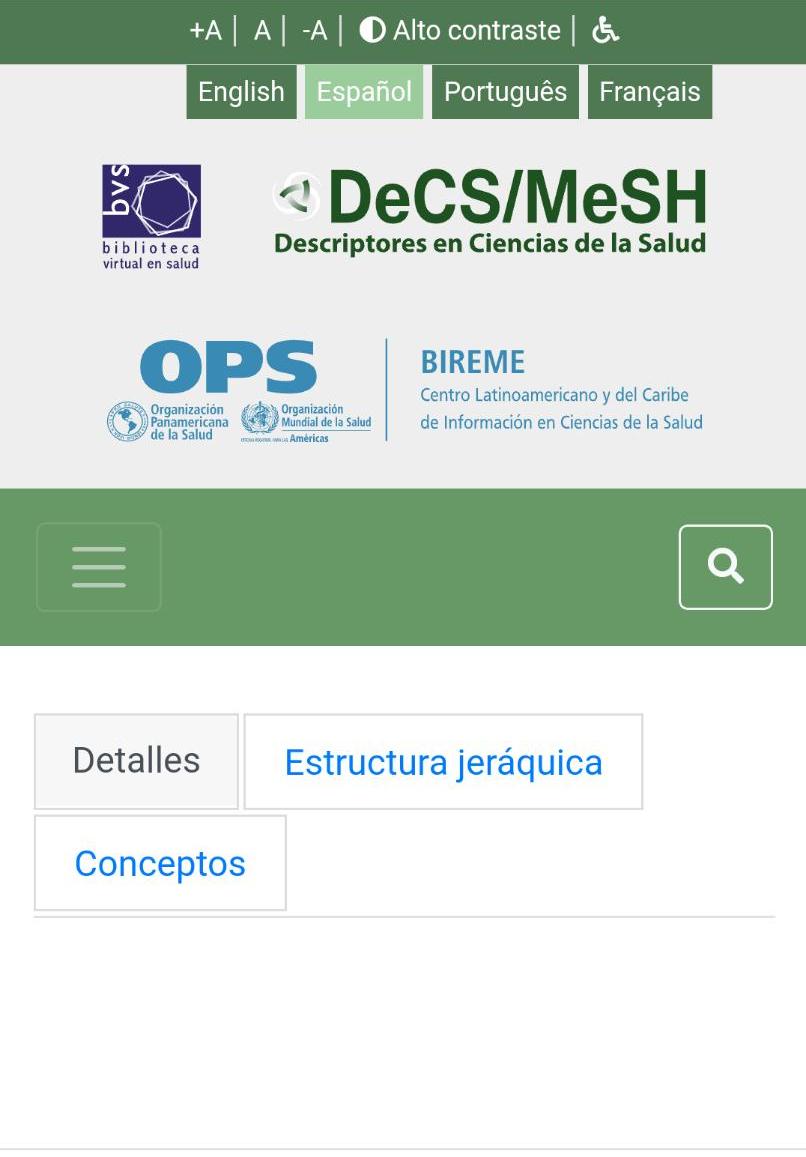 +A | A | -A | Alto contraste |
English Español Português Français
bvs
biblioteca
virtual en salud
DeCS/MeSH
Descriptores en Ciencias de la Salud
OPS
Organización
Panamericana
de la Salud
Organización
Mundial de la Salud
Américas
BIREME
Centro Latinoamericano y del Caribe
de Información en Ciencias de la Salud
Detalles
Estructura jeráquica
Conceptos